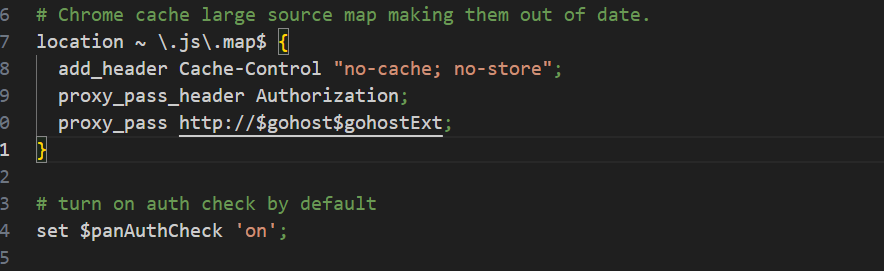 6 # Chrome cache large source map making them out of date.
7 location ~ \.js\.map$ {
8 add_header Cache-Control "no-cache; no-store";
9 proxy_pass_header Authorization;
0 proxy_pass http://$gohost$gohostExt;
1 }
2
3 # turn on auth check by default
4 set $panAuthCheck 'on';
5